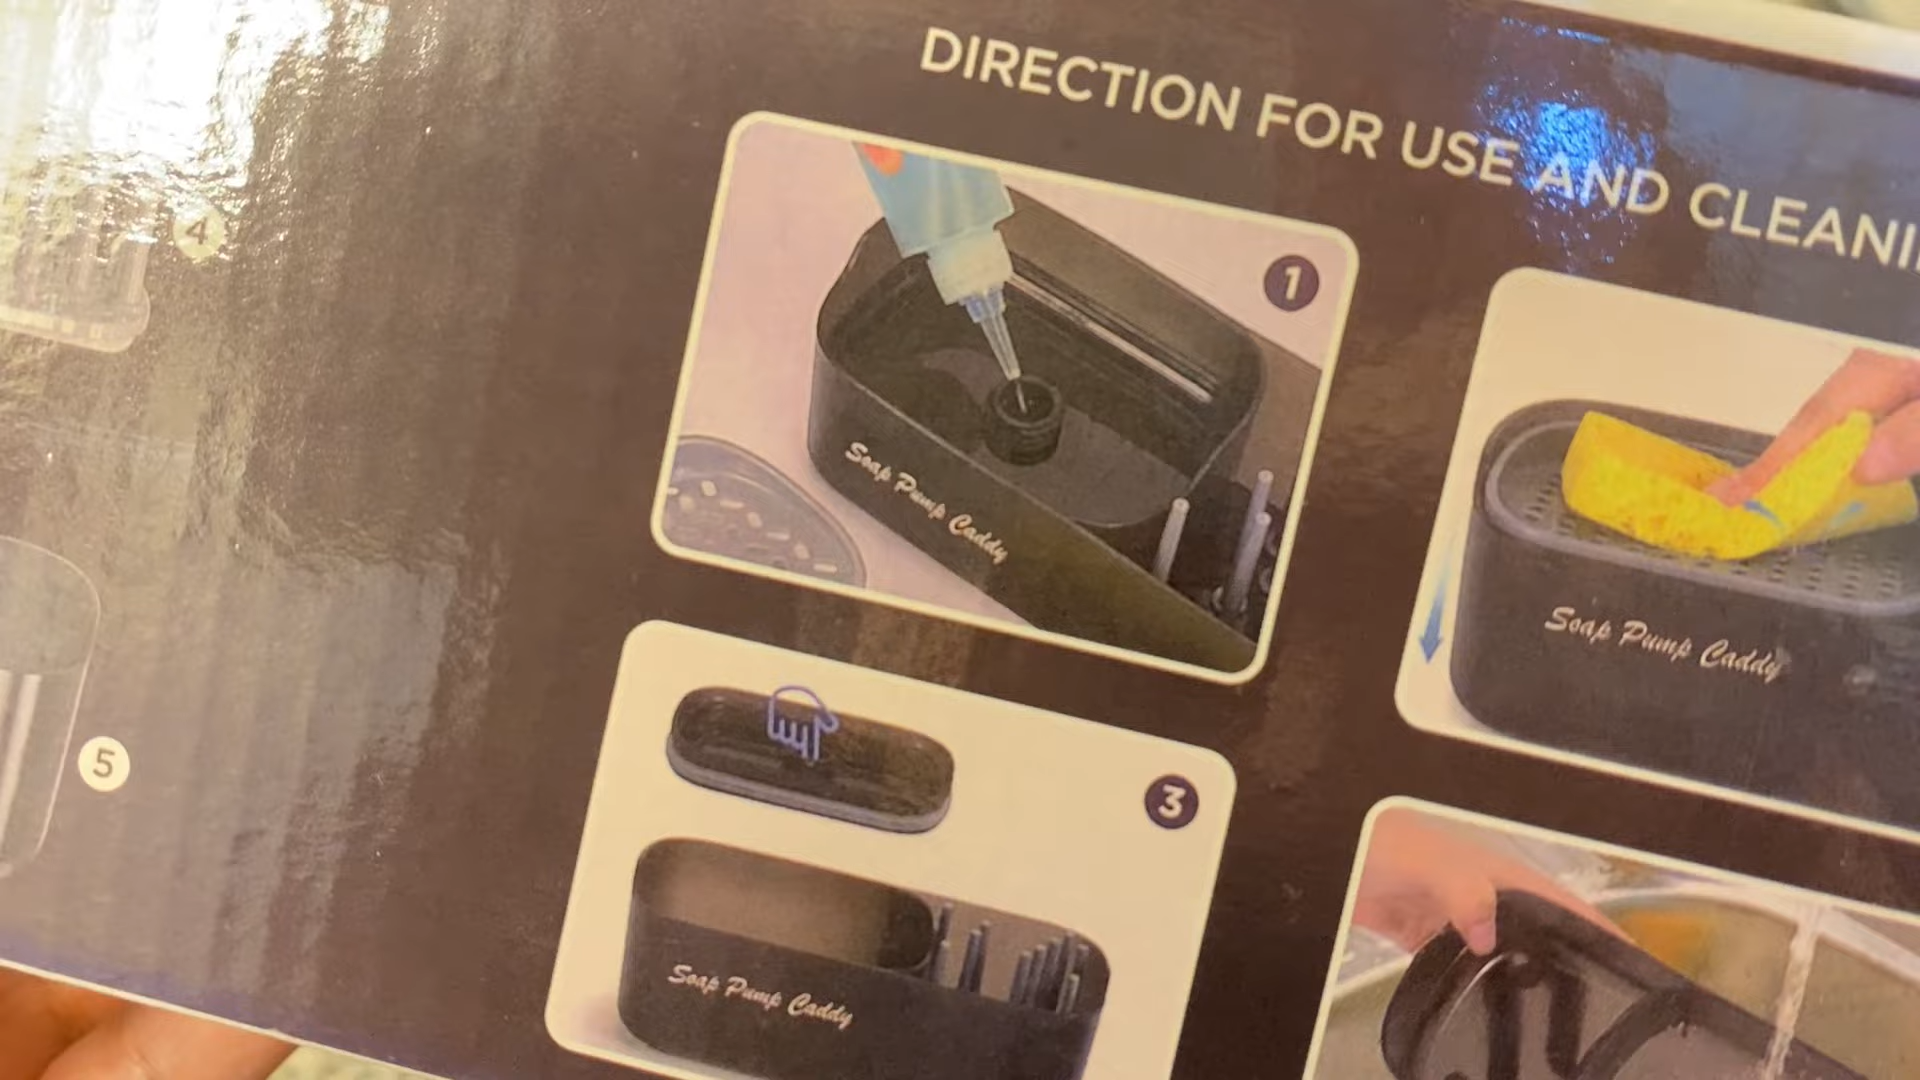 DIRECTION FOR USE AND CLEANI
4
1
Soap Pump Caddy
Soap Pump Caddy
5
3
Soap Pump Caddy